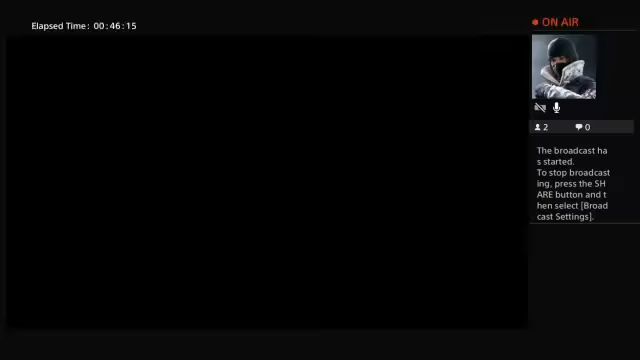 Elapsed Time: 00:46:15
ON AIR
2 0
The broadcast ha
s started.
To stop broadcast
ing, press the SH
ARE button and t
hen select [Broad
cast Settings].